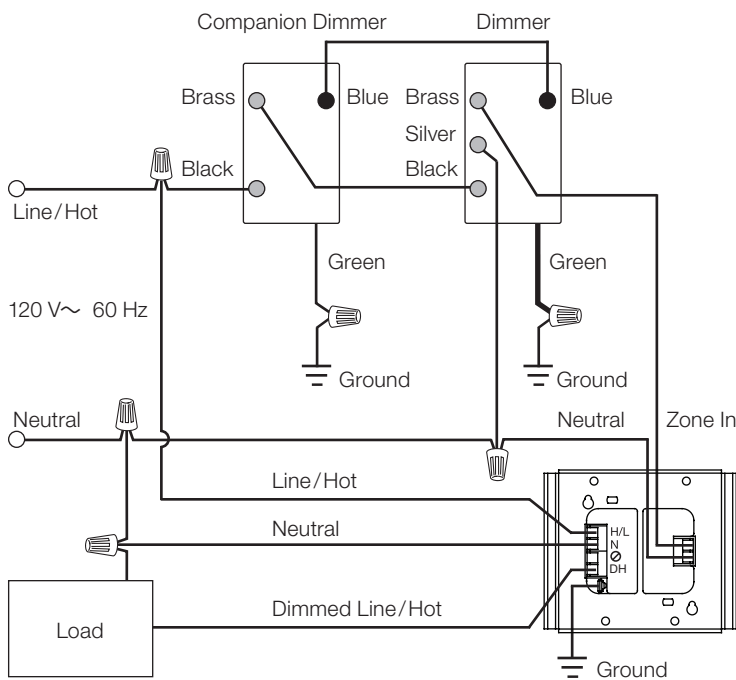 Companion Dimmer
Dimmer
Brass
Blue
Brass
Blue
Silver
Black
Black
Line/Hot
Green
Green
120 V~ 60 Hz
Ground
Ground
Neutral
Neutral
Zone In
Line/Hot
H/L
Neutral
N
DH
Dimmed Line/Hot
Load
Ground